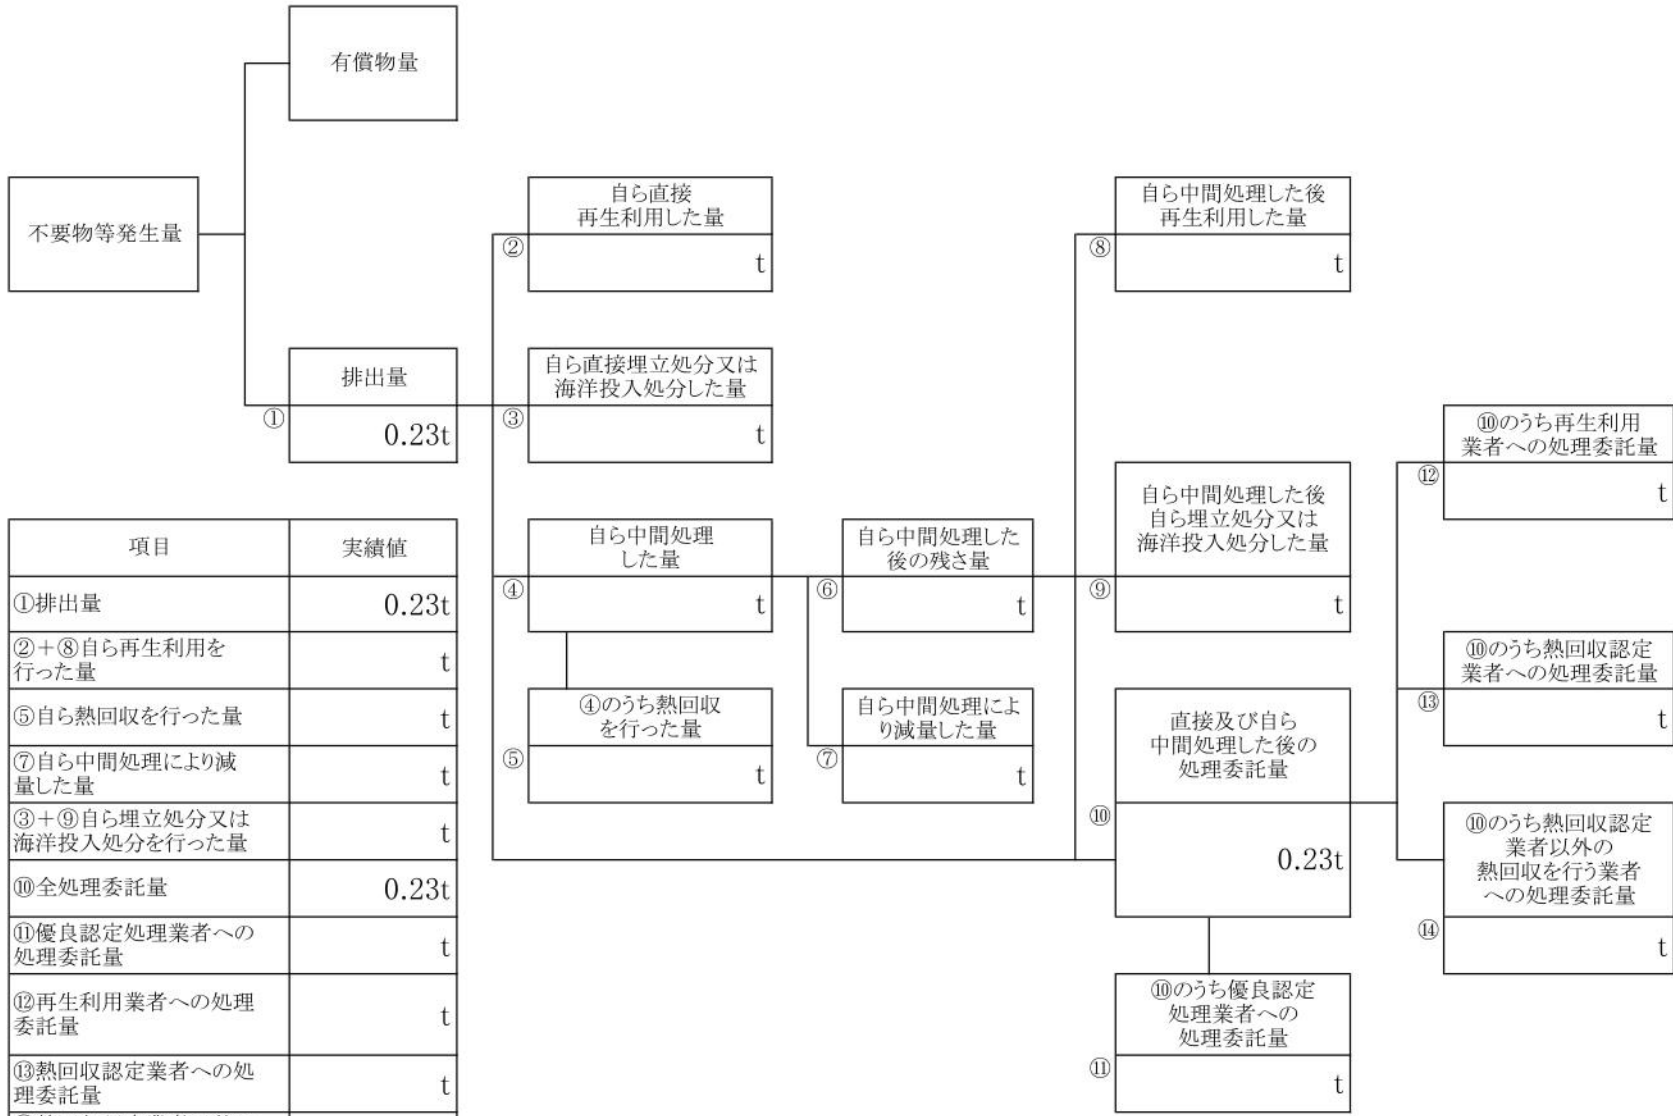 有償物量
不要物等発生量
自ら直接
再生利用した量
②
t
自ら中間処理した後
再生利用した量
⑧
t
排出量
①
0.23t
自ら直接埋立処分又は
海洋投入処分した量
③
t
⑩のうち再生利用
業者への処理委託量
⑫
t
自ら中間処理した後
自ら埋立処分又は
海洋投入処分した量
⑨
t
自ら中間処理
した量
④
t
自ら中間処理した
後の残さ量
⑥
t
⑩のうち熱回収認定
業者への処理委託量
⑬
t
④のうち熱回収
を行った量
⑤
t
自ら中間処理によ
り減量した量
⑦
t
直接及び自ら
中間処理した後の
処理委託量
⑩
0.23t
⑩のうち熱回収認定
業者以外の
熱回収を行う業者
への処理委託量
⑭
t
⑩のうち優良認定
処理業者への
処理委託量
⑪
t
項目 実績値
①排出量 0.23t
②+⑧自ら再生利用を
行った量 t
⑤自ら熱回収を行った量 t
⑦自ら中間処理により減
量した量 t
③+⑨自ら埋立処分又は
海洋投入処分を行った量 t
⑩全処理委託量 0.23t
⑪優良認定処理業者への
処理委託量 t
⑫再生利用業者への処理
委託量 t
⑬熱回収認定業者への処
理委託量 t